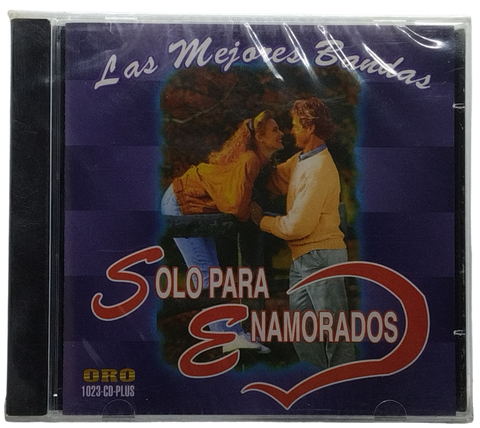 Las Mejores Bandas
SOLO PARA
ENAMORADOS
ORO
1023-CD-PLUS